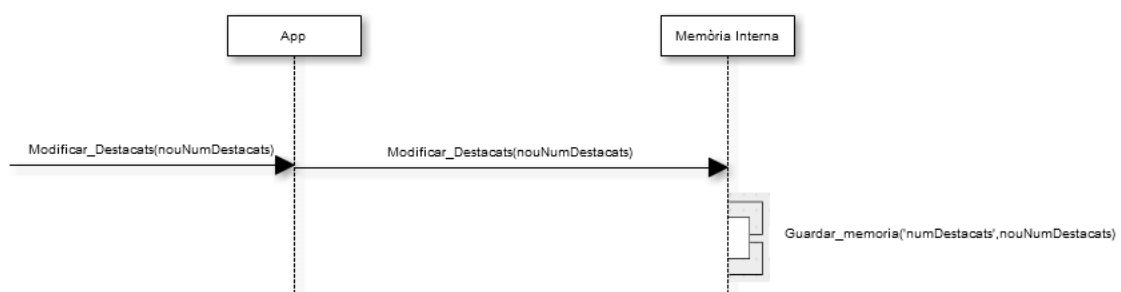 App
Memòria Interna
Modificar_Destacats(nouNumDestacats)
Modificar_Destacats(nouNumDestacats)
Guardar_memoria('numDestacats',nouNumDestacats)